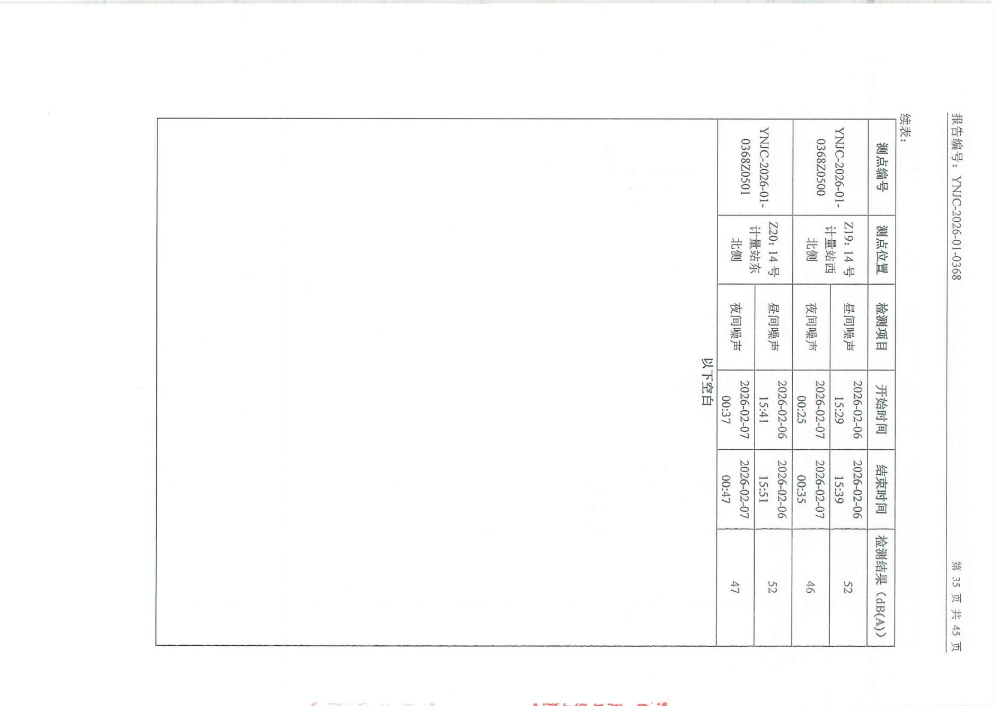 报告编号：YNJC-2026-01-0368
第 35 页 共 45 页
续表：
测点编号 测点位置 检测项目 开始时间 结束时间 检测结果（dB(A)）
YNJC-2026-01-
0368Z0500
Z19：14 号
计量站西
北侧
昼间噪声
2026-02-06
15:29
2026-02-06
15:39
52
夜间噪声
2026-02-07
00:25
2026-02-07
00:35
46
YNJC-2026-01-
0368Z0501
Z20：14 号
计量站东
北侧
昼间噪声
2026-02-06
15:41
2026-02-06
15:51
52
夜间噪声
2026-02-07
00:37
2026-02-07
00:47
47
以下空白